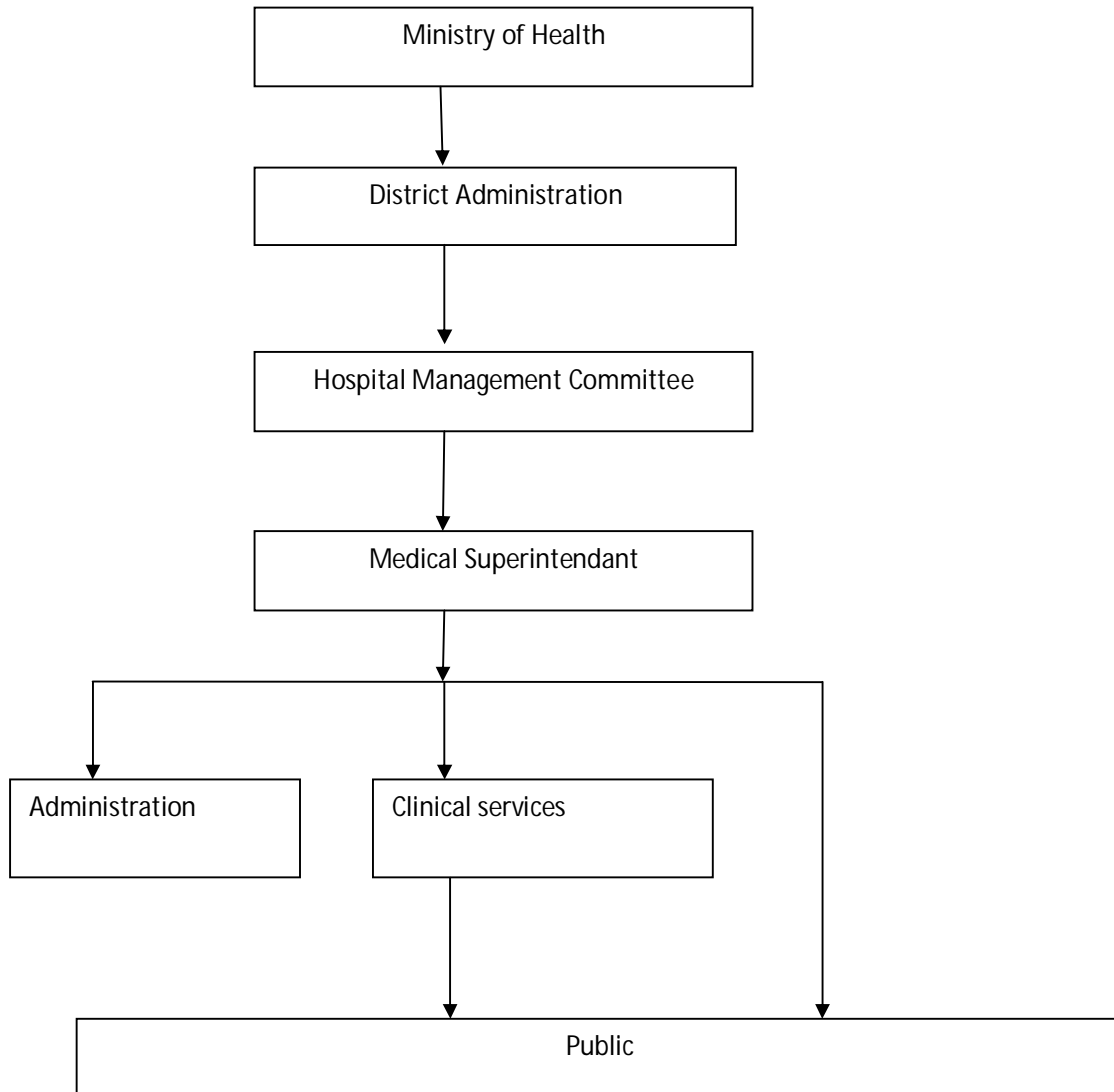 Ministry of Health
District Administration
Hospital Management Committee
Medical Superintendant
Administration
Clinical services
Public